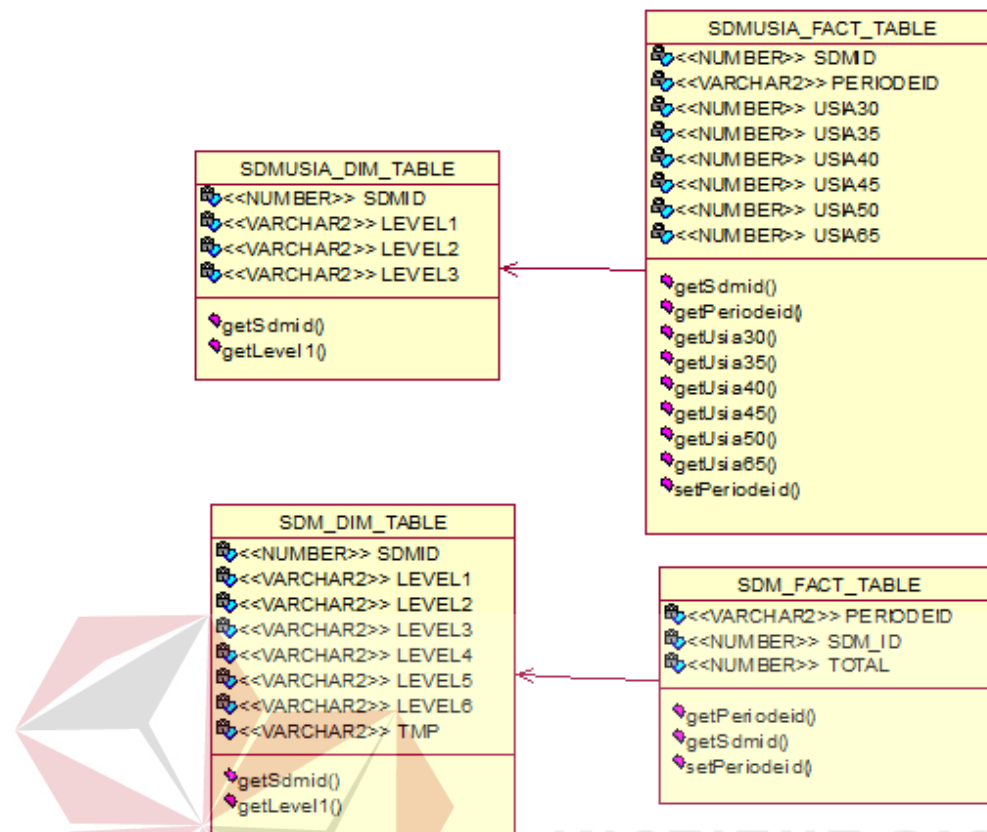 SDMUSIA_FACT_TABLE
<<NUMBER>> SDMID
<<VARCHAR2>> PERIODEID
<<NUMBER>> USIA30
<<NUMBER>> USIA35
<<NUMBER>> USIA40
<<NUMBER>> USIA45
<<NUMBER>> USIA50
<<NUMBER>> USIA65
getSdmid()
getPeriodeid()
getUsia30()
getUsia35()
getUsia40()
getUsia45()
getUsia50()
getUsia65()
setPeriodeid()
SDMUSIA_DIM_TABLE
<<NUMBER>> SDMID
<<VARCHAR2>> LEVEL1
<<VARCHAR2>> LEVEL2
<<VARCHAR2>> LEVEL3
getSdmid()
getLevel1()
SDM_DIM_TABLE
<<NUMBER>> SDMID
<<VARCHAR2>> LEVEL1
<<VARCHAR2>> LEVEL2
<<VARCHAR2>> LEVEL3
<<VARCHAR2>> LEVEL4
<<VARCHAR2>> LEVEL5
<<VARCHAR2>> LEVEL6
<<VARCHAR2>> TMP
getSdmid()
getLevel1()
SDM_FACT_TABLE
<<VARCHAR2>> PERIODEID
<<NUMBER>> SDM_ID
<<NUMBER>> TOTAL
getPeriodeid()
getSdmid()
setPeriodeid()